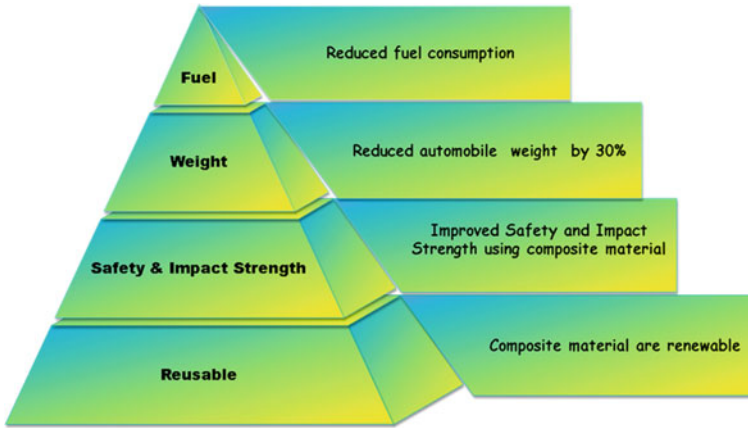 Fuel
Reduced fuel consumption
Weight
Reduced automobile weight by 30%
Safety & Impact Strength
Improved Safety and Impact
Strength using composite material
Reusable
Composite material are renewable